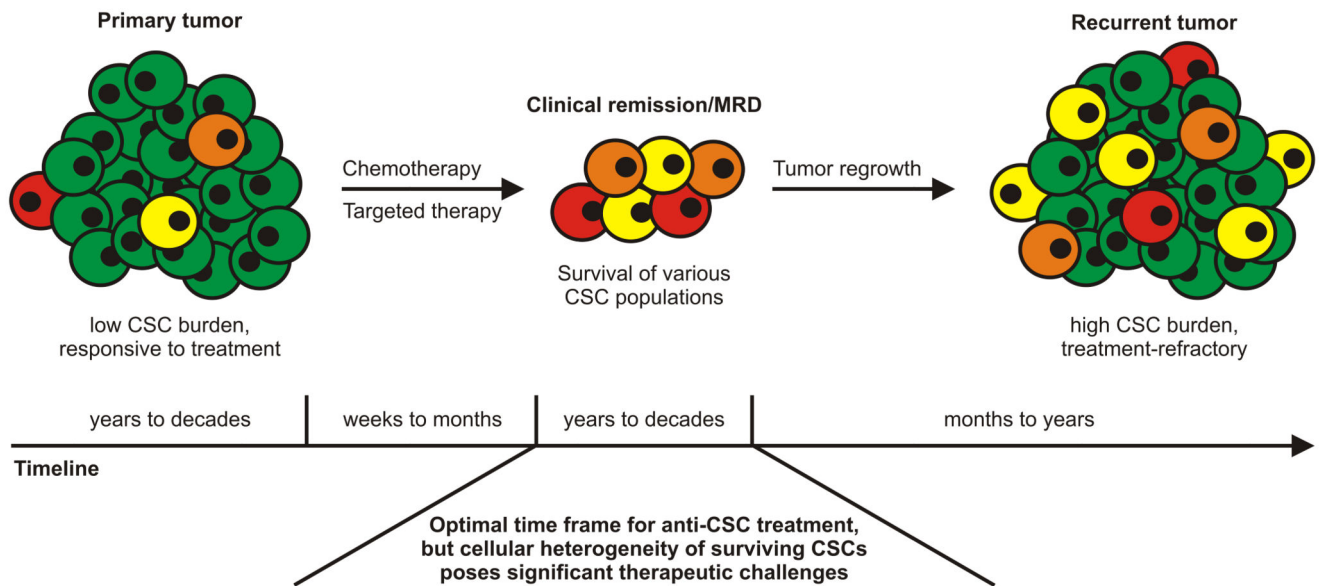 Primary tumor
Recurrent tumor
Clinical remission/MRD
Chemotherapy
Targeted therapy
Tumor regrowth
Survival of various
CSC populations
low CSC burden,
responsive to treatment
high CSC burden,
treatment-refractory
years to decades
weeks to months
years to decades
months to years
Timeline
Optimal time frame for anti-CSC treatment,
but cellular heterogeneity of surviving CSCs
poses significant therapeutic challenges